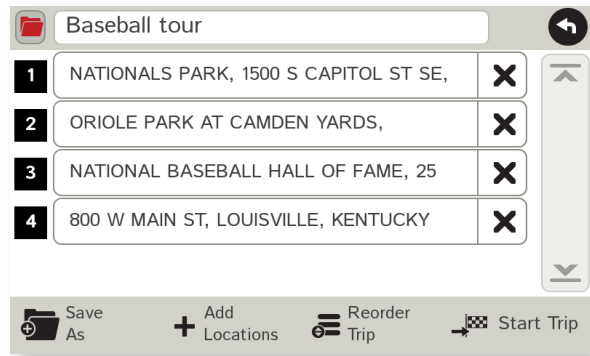 Baseball tour
1 NATIONALS PARK, 1500 S CAPITOL ST SE,
2 ORIOLE PARK AT CAMDEN YARDS,
3 NATIONAL BASEBALL HALL OF FAME, 25
4 800 W MAIN ST, LOUISVILLE, KENTUCKY
Save As
Add Locations
Reorder Trip
Start Trip